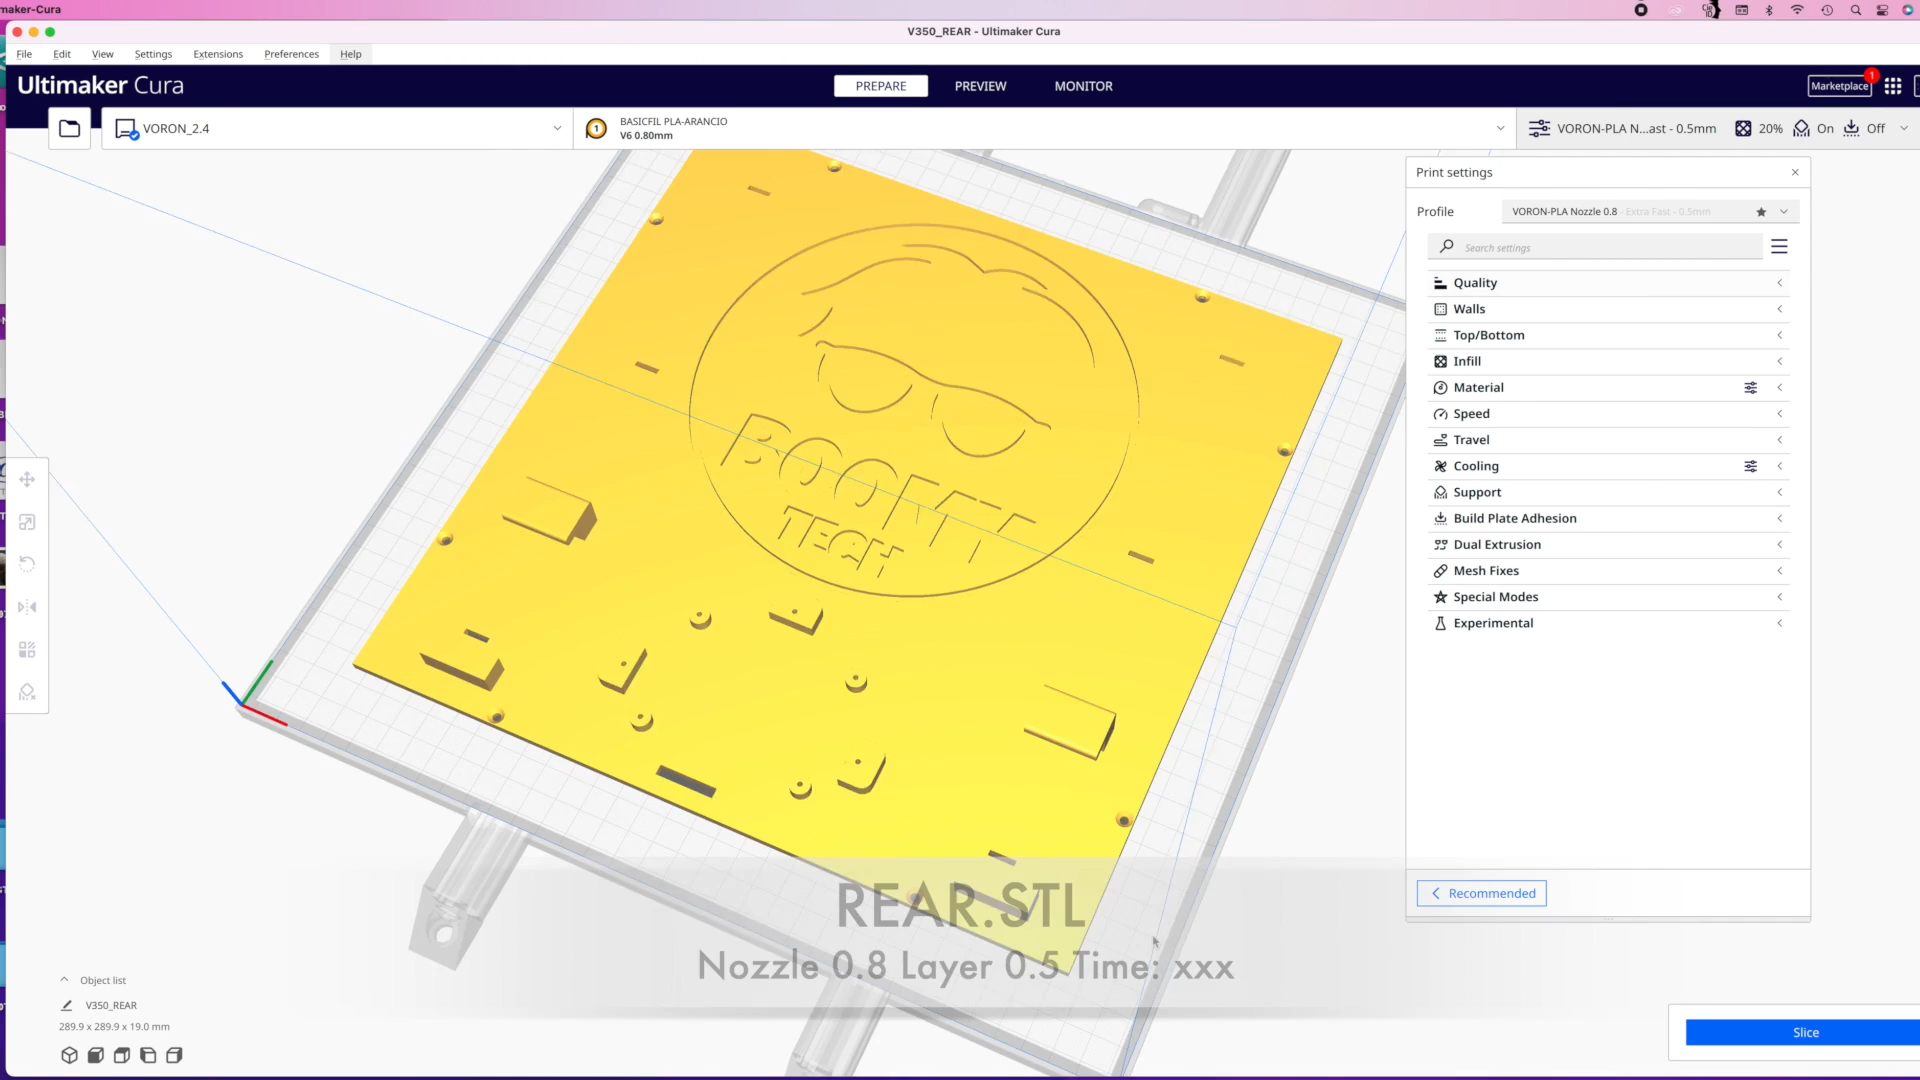 maker-Cura
V350_REAR - Ultimaker Cura
File Edit View Settings Extensions Preferences Help
Ultimaker Cura
PREPARE PREVIEW MONITOR
Marketplace
1
VORON_2.4
1
BASICFIL PLA-ARANCIO
V6 0.80mm
VORON-PLA N...ast - 0.5mm 20% On Off
Print settings
Profile VORON-PLA Nozzle 0.8 - Extra Fast - 0.5mm
Search settings
Quality
Walls
Top/Bottom
Infill
Material
Speed
Travel
Cooling
Support
Build Plate Adhesion
Dual Extrusion
Mesh Fixes
Special Modes
Experimental
Recommended
BOONT
TECH
REAR.STL
Nozzle 0.8 Layer 0.5 Time: xxx
Object list
V350_REAR
289.9 x 289.9 x 19.0 mm
Slice